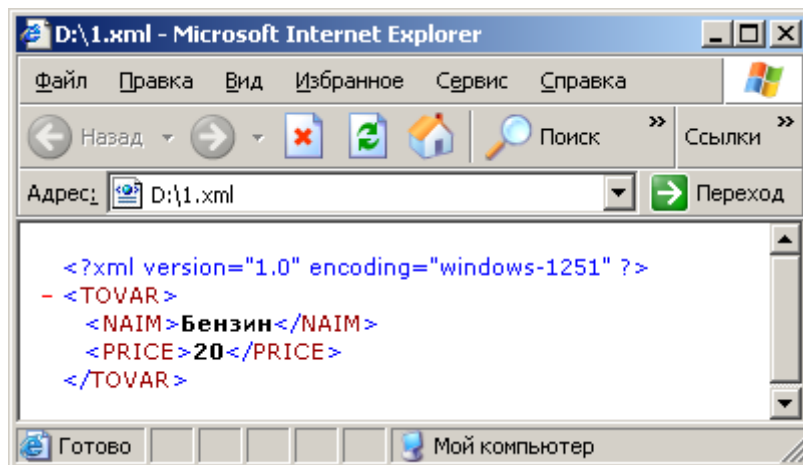 D:\1.xml - Microsoft Internet Explorer
Файл Правка Вид Избранное Сервис Справка
Назад Поиск » Ссылки »
Адрес: D:\1.xml Переход
<?xml version="1.0" encoding="windows-1251" ?>
- <TOVAR>
<NAIM>Бензин</NAIM>
<PRICE>20</PRICE>
</TOVAR>
Готово Мой компьютер